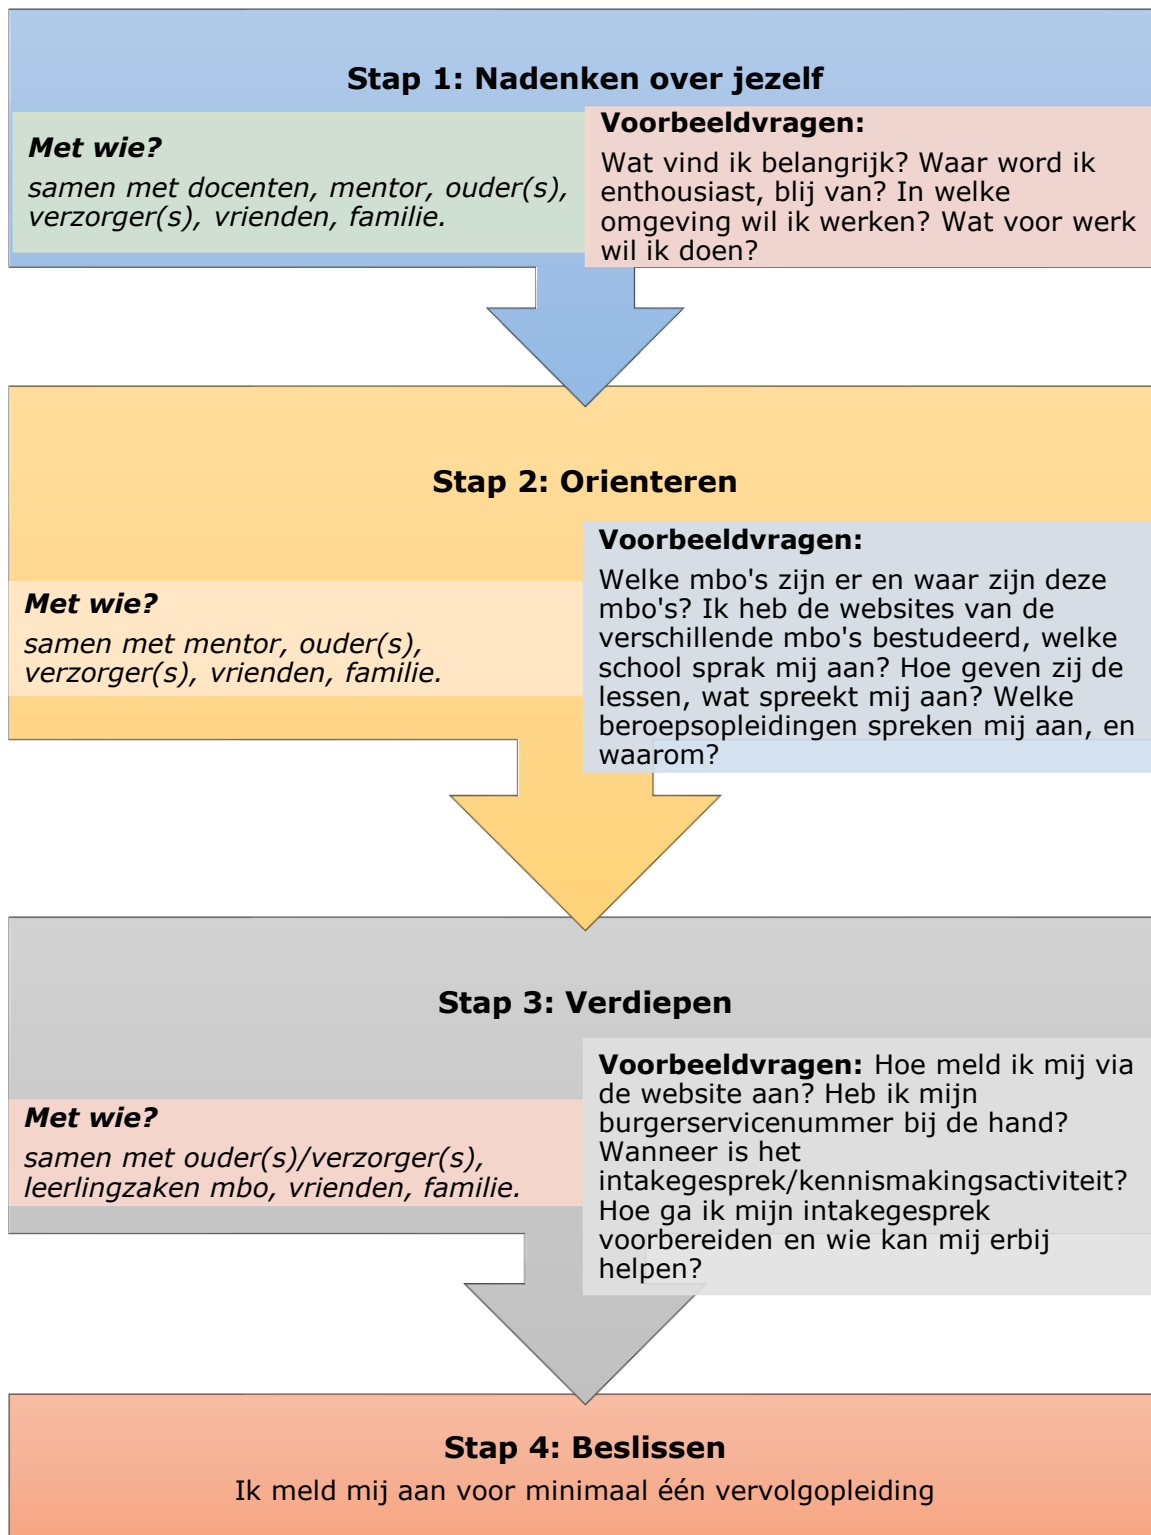 Stap 1: Nadenken over jezelf
Met wie?
samen met docenten, mentor, ouder(s),
verzorger(s), vrienden, familie.
Voorbeeldvragen:
Wat vind ik belangrijk? Waar word ik
enthousiast, blij van? In welke
omgeving wil ik werken? Wat voor werk
wil ik doen?
Stap 2: Orienteren
Met wie?
samen met mentor, ouder(s),
verzorger(s), vrienden, familie.
Voorbeeldvragen:
Welke mbo's zijn er en waar zijn deze
mbo's? Ik heb de websites van de
verschillende mbo's bestudeerd, welke
school sprak mij aan? Hoe geven zij de
lessen, wat spreekt mij aan? Welke
beroepsopleidingen spreken mij aan, en
waarom?
Stap 3: Verdiepen
Met wie?
samen met ouder(s)/verzorger(s),
leerlingzaken mbo, vrienden, familie.
Voorbeeldvragen: Hoe meld ik mij via
de website aan? Heb ik mijn
burgerservicenummer bij de hand?
Wanneer is het
intakegesprek/kennismakingsactiviteit?
Hoe ga ik mijn intakegesprek
voorbereiden en wie kan mij erbij
helpen?
Stap 4: Beslissen
Ik meld mij aan voor minimaal één vervolgopleiding